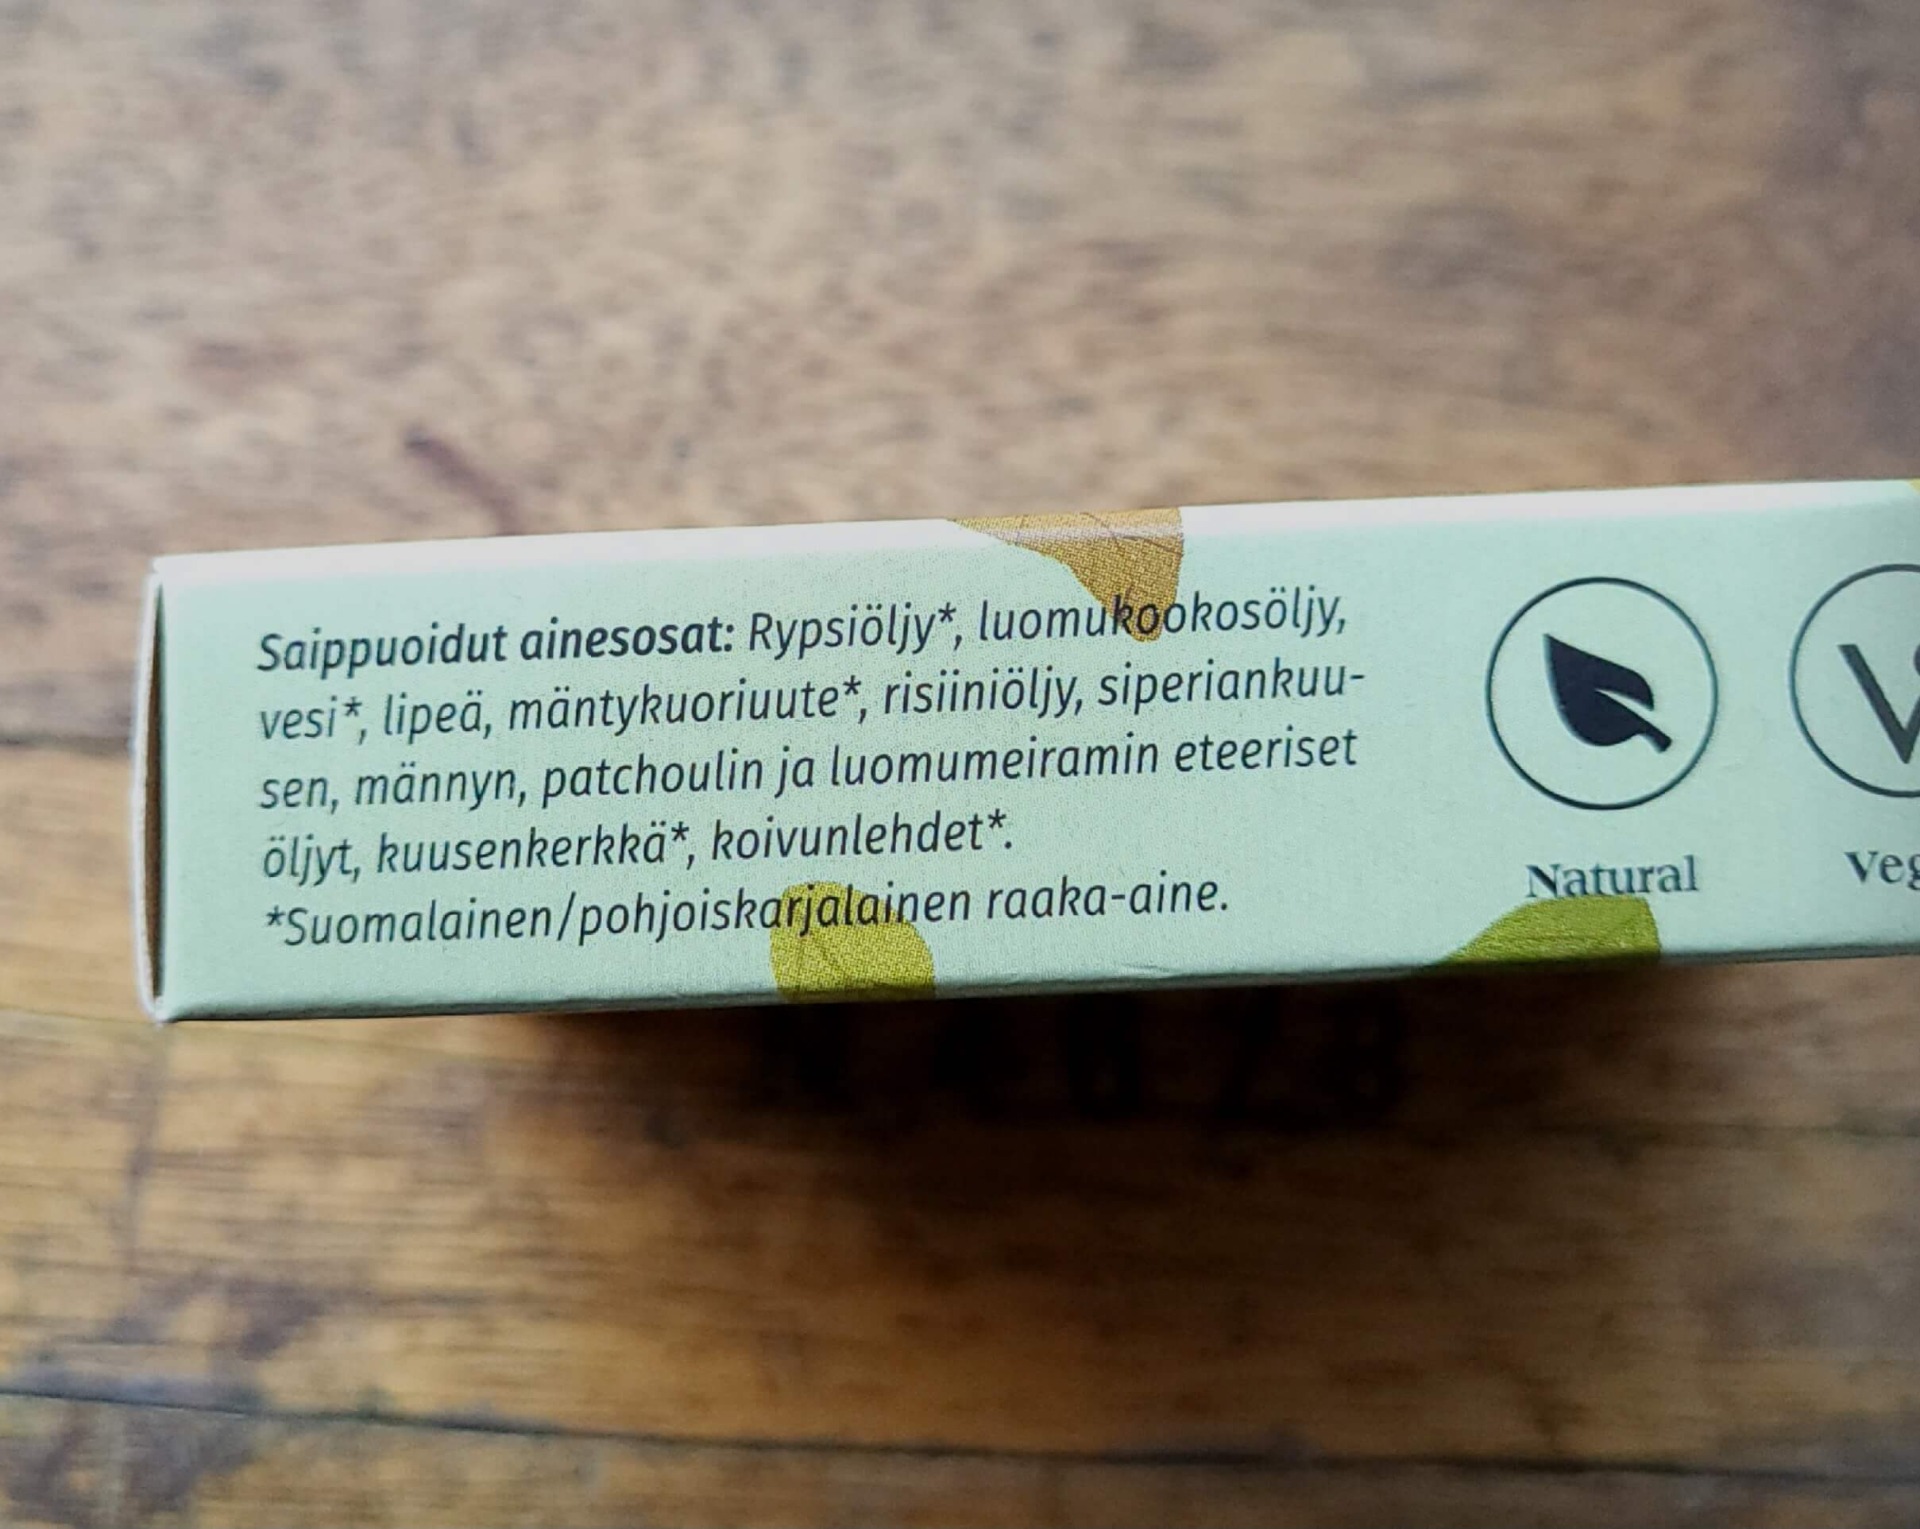 Saippuoidut ainesosat: Rypsiöljy*, luomukookosöljy,
vesi*, lipeä, mäntykuoriuute*, risiiniöljy, siperiankuu-
sen, männyn, patchoulin ja luomumeiramin eteeriset
öljyt, kuusenkerkkä*, koivunlehdet*.
*Suomalainen/pohjoiskarjalainen raaka-aine.
Natural